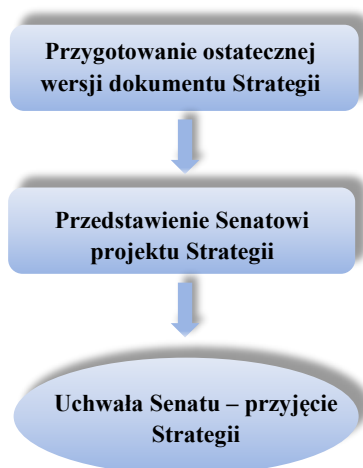 Przygotowanie ostatecznej
wersji dokumentu Strategii
Przedstawienie Senatowi
projektu Strategii
Uchwała Senatu – przyjęcie
Strategii